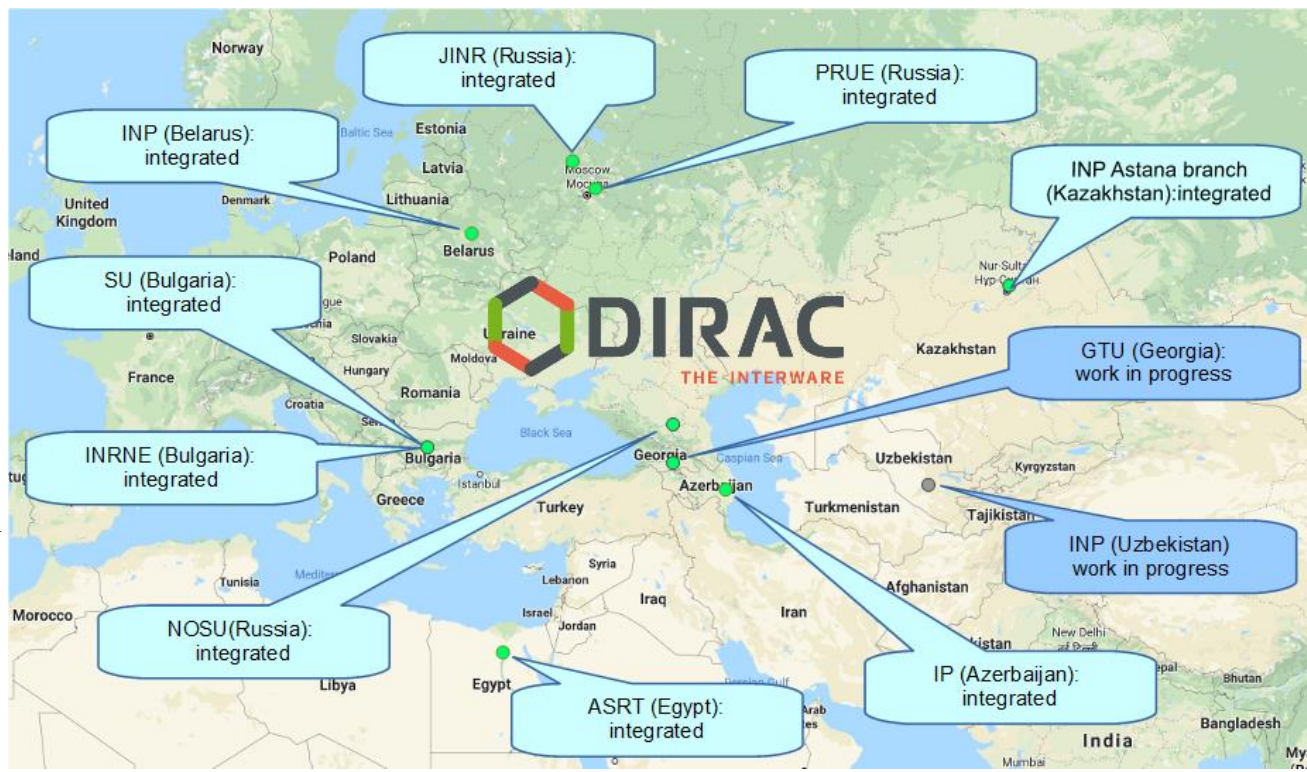 Norway
JINR (Russia):
integrated
PRUE (Russia):
integrated
INP (Belarus):
integrated
Baltic Sea
Estonia
Latvia
Lithuania
Moscow
INP Astana branch
(Kazakhstan):integrated
United
Kingdom
Denmark
Belarus
Poland
Nur-Sultan
SU (Bulgaria):
integrated
DIRAC
THE INTERWARE
Ukraine
Slovakia
Moldova
Hungary
France
Romania
Croatia
Kazakhstan
GTU (Georgia):
work in progress
INRNE (Bulgaria):
integrated
Bulgaria
Black Sea
Georgia
Caspian Sea
Uzbekistan
Kyrgyzstan
Istanbul
Azerbaijan
Greece
Turkey
Turkmenistan
Tajikistan
INP (Uzbekistan)
work in progress
Tunisia
Syria
Lebanon
Afghanistan
Morocco
Iraq
Iran
Israel
Jordan
NOSU(Russia):
integrated
New Delhi
Libya
Egypt
ASRT (Egypt):
integrated
Persian Gulf
IP (Azerbaijan):
integrated
Bhutan
Bangladesh
India
Mumbai